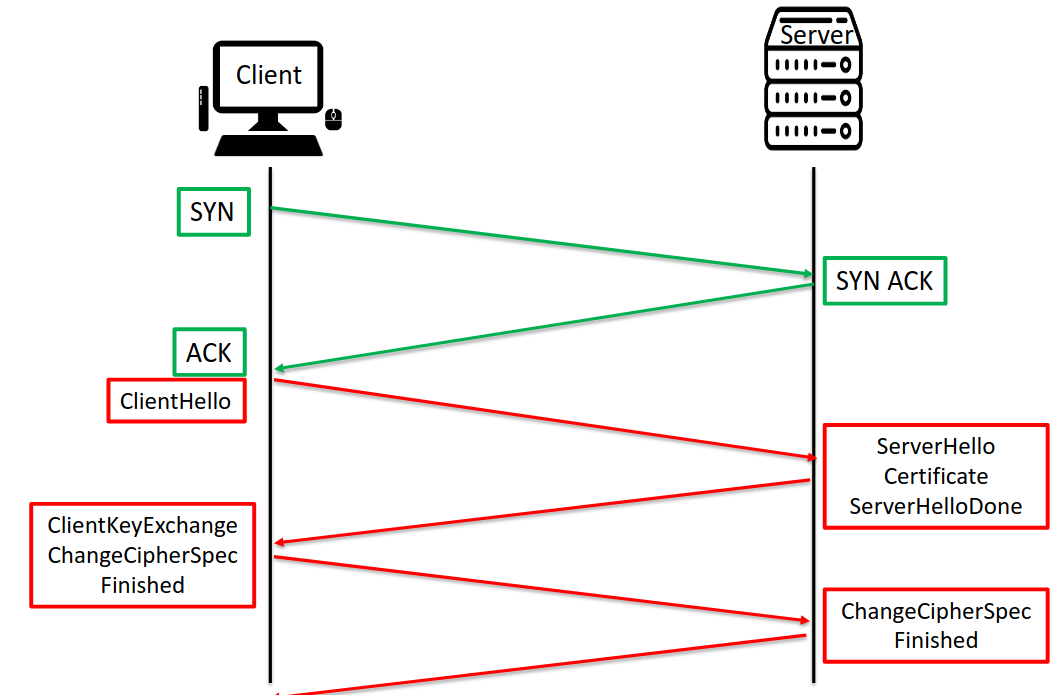 Client
Server
SYN
SYN ACK
ACK
ClientHello
ServerHello
Certificate
ServerHelloDone
ClientKeyExchange
ChangeCipherSpec
Finished
ChangeCipherSpec
Finished